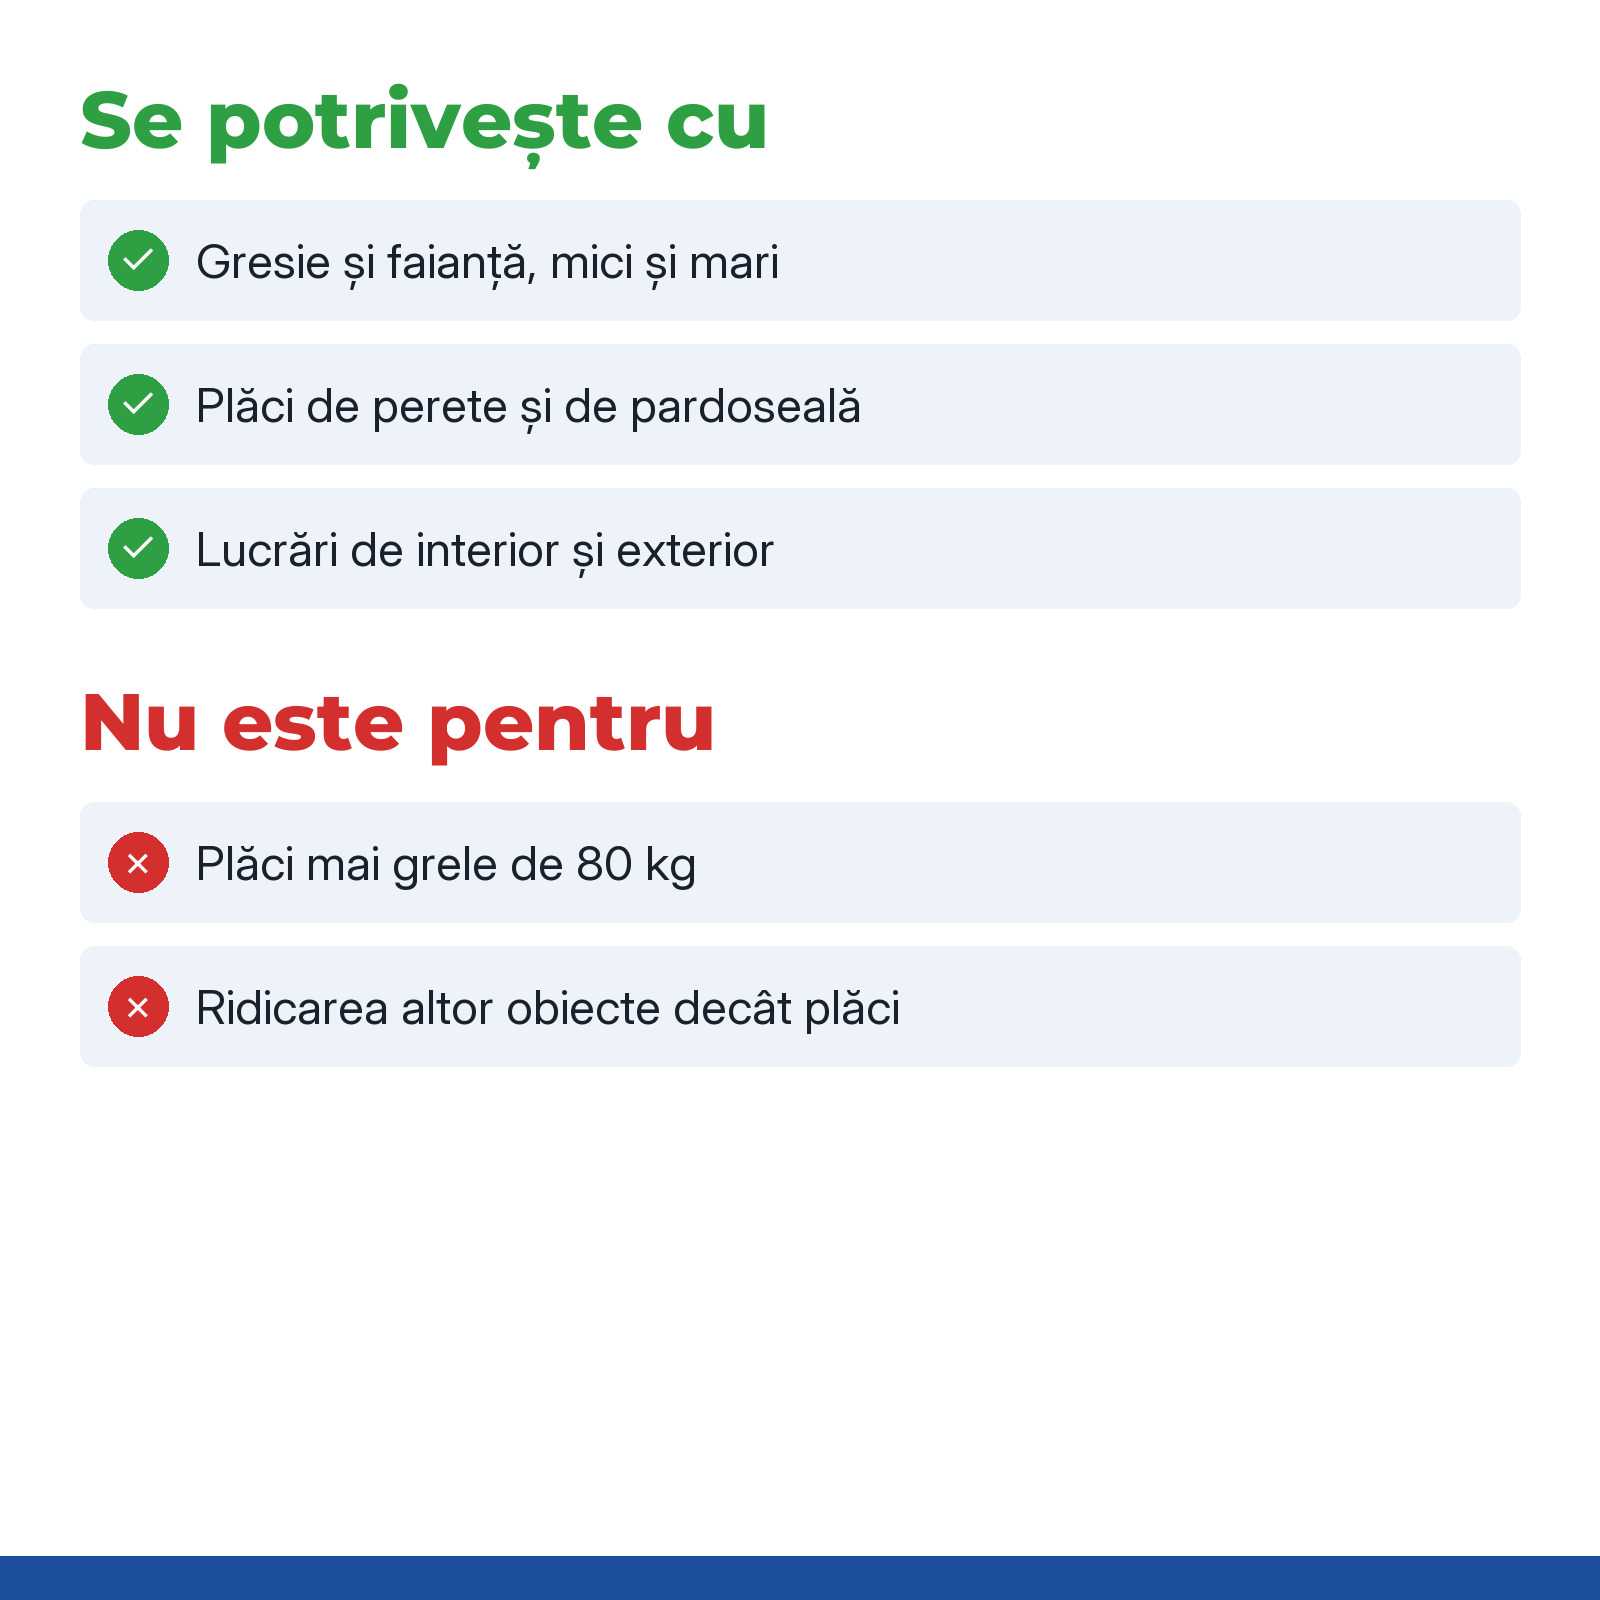 Se potrivește cu
Gresie și faianță, mici și mari
Plăci de perete și de pardoseală
Lucrări de interior și exterior
Nu este pentru
Plăci mai grele de 80 kg
Ridicarea altor obiecte decât plăci